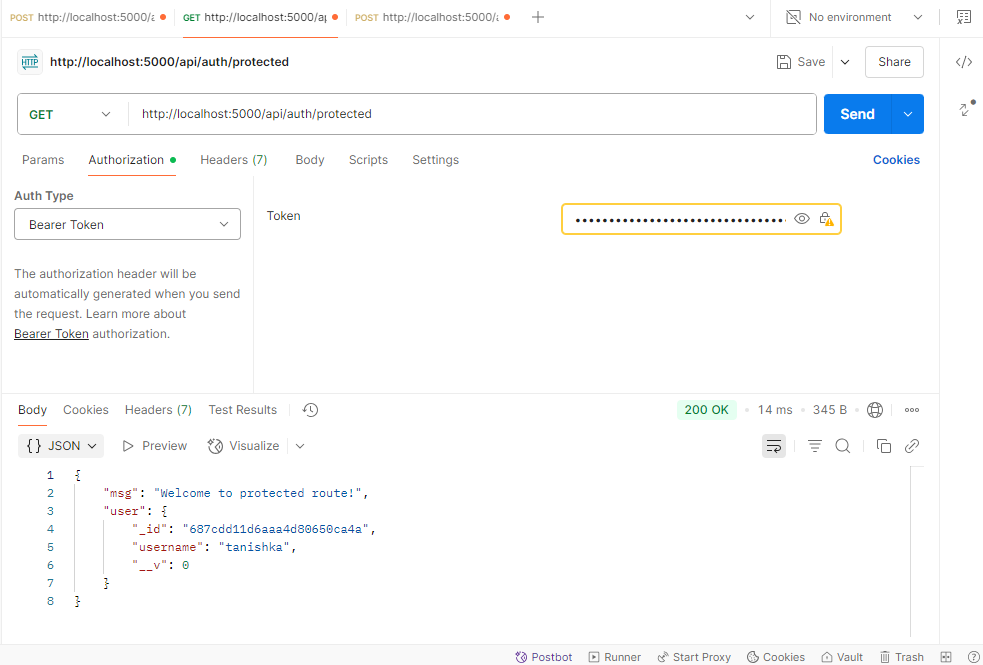 POST http://localhost:5000/a GET http://localhost:5000/ap POST http://localhost:5000/a No environment
HTTP http://localhost:5000/api/auth/protected Save Share
GET http://localhost:5000/api/auth/protected Send
Params Authorization Headers (7) Body Scripts Settings Cookies
Auth Type
Bearer Token
Token
The authorization header will be
automatically generated when you send
the request. Learn more about
Bearer Token authorization.
Body Cookies Headers (7) Test Results 200 OK 14 ms 345 B
{} JSON Preview Visualize
1 {
2 "msg": "Welcome to protected route!",
3 "user": {
4 "_id": "687cdd11d6aaa4d80650ca4a",
5 "username": "tanishka",
6 "__v": 0
7 }
8 }
Postbot Runner Start Proxy Cookies Vault Trash